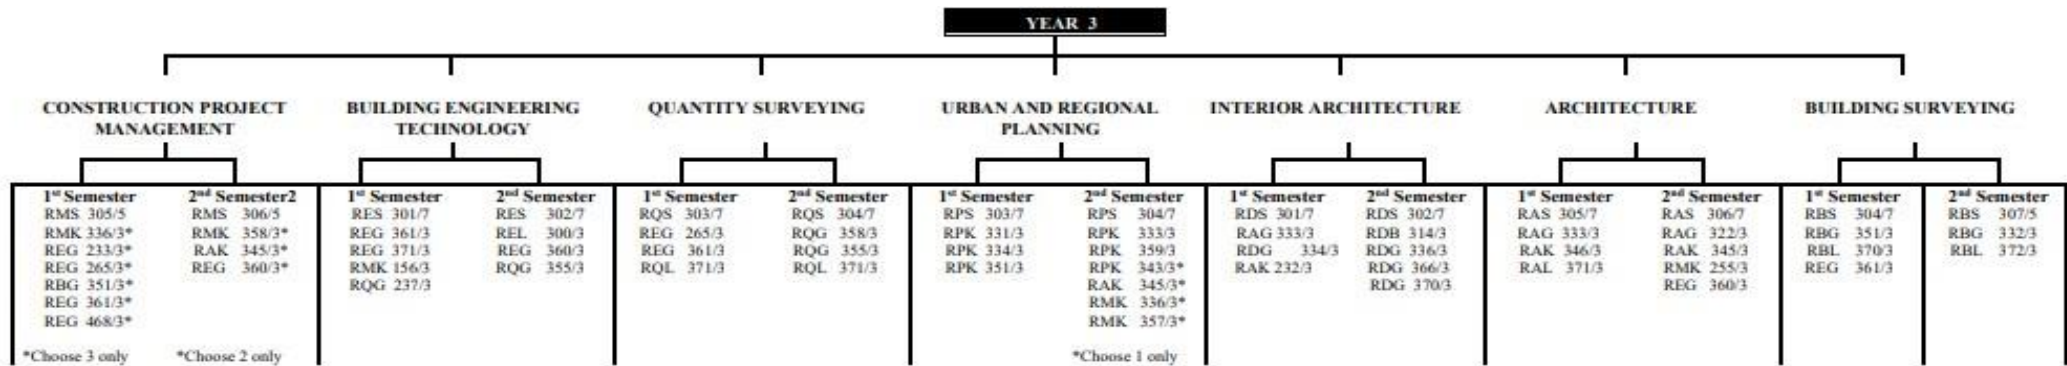 YEAR 3
CONSTRUCTION PROJECT
MANAGEMENT
1st Semester
RMS 305/5
RMK 336/3*
REG 233/3*
REG 265/3*
RBG 351/3*
REG 361/3*
REG 468/3*
*Choose 3 only
2nd Semester2
RMS 306/5
RMK 358/3*
RAK 345/3*
REG 360/3*
*Choose 2 only
BUILDING ENGINEERING
TECHNOLOGY
1st Semester
RES 301/7
REG 361/3
REG 371/3
RMK 156/3
RQG 237/3
2nd Semester
RES 302/7
REL 300/3
REG 360/3
RQG 355/3
QUANTITY SURVEYING
1st Semester
RQS 303/7
REG 265/3
REG 361/3
RQL 371/3
2nd Semester
RQS 304/7
RQG 358/3
RQG 355/3
RQL 371/3
URBAN AND REGIONAL
PLANNING
1st Semester
RPS 303/7
RPK 331/3
RPK 334/3
RPK 351/3
2nd Semester
RPS 304/7
RPK 333/3
RPK 359/3
RPK 343/3*
RAK 345/3*
RMK 336/3*
RMK 357/3*
*Choose 1 only
INTERIOR ARCHITECTURE
1st Semester
RDS 301/7
RAG 333/3
RDG 334/3
RAK 232/3
2nd Semester
RDS 302/7
RDB 314/3
RDG 336/3
RDG 366/3
RDG 370/3
ARCHITECTURE
1st Semester
RAS 305/7
RAG 333/3
RAK 346/3
RAL 371/3
2nd Semester
RAS 306/7
RAG 322/3
RAK 345/3
RMK 255/3
REG 360/3
BUILDING SURVEYING
1st Semester
RBS 304/7
RBG 351/3
RBL 370/3
REG 361/3
2nd Semester
RBS 307/5
RBG 332/3
RBL 372/3